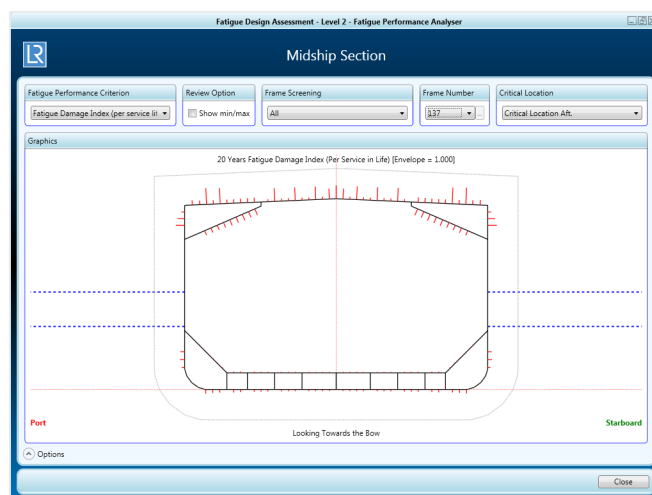 Fatigue Design Assessment - Level 2 - Fatigue Performance Analyser
LR
Midship Section
Fatigue Performance Criterion
Review Option
Frame Screening
Frame Number
Critical Location
Fatigue Damage Index (per service lif
Show min/max
All
137
...
Critical Location Aft.
Graphics
20 Years Fatigue Damage Index (Per Service in Life) [Envelope = 1.000]
Port
Starboard
Looking Towards the Bow
Options
Close